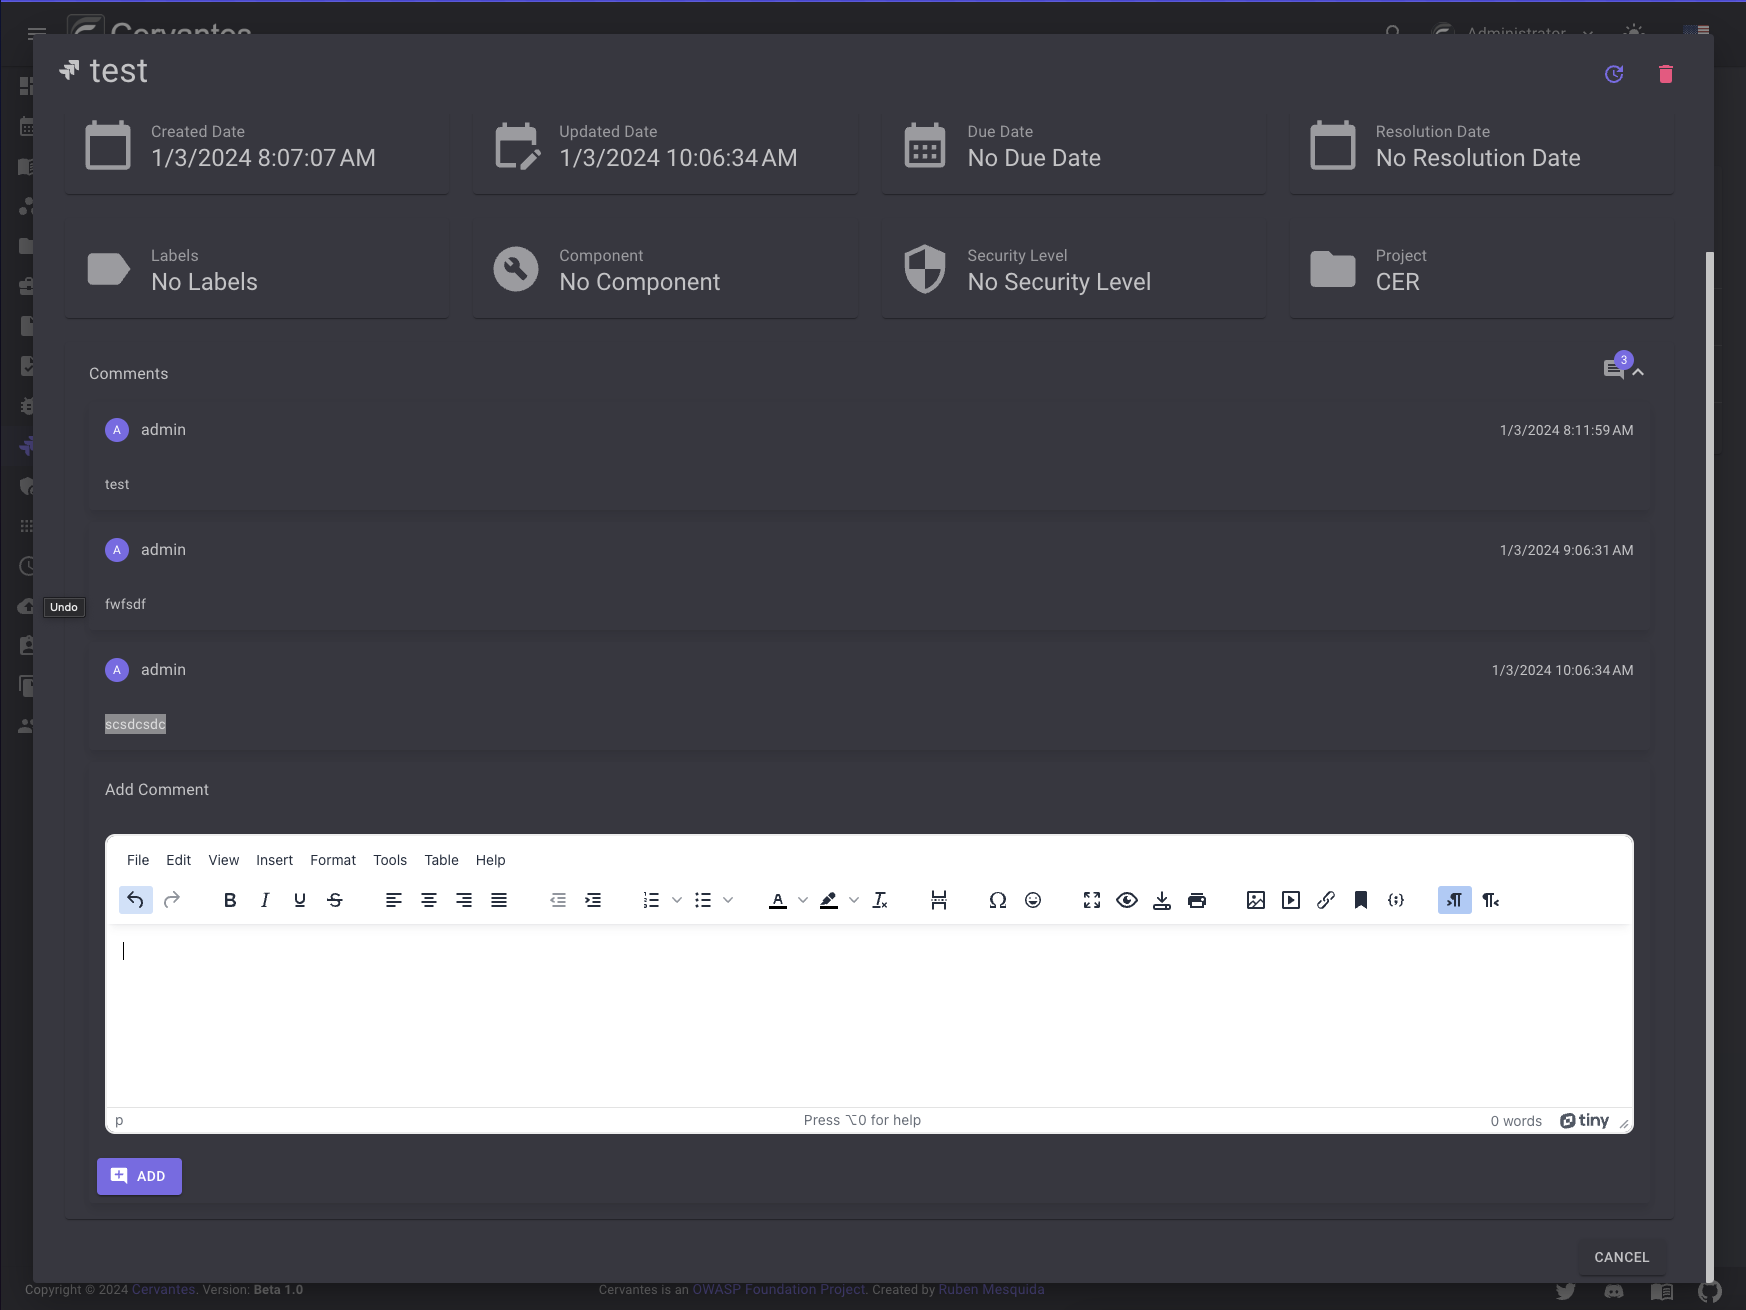 Cervantes
Administrator
test
Created Date
1/3/2024 8:07:07 AM
Updated Date
1/3/2024 10:06:34 AM
Due Date
No Due Date
Resolution Date
No Resolution Date
Labels
No Labels
Component
No Component
Security Level
No Security Level
Project
CER
Comments
3
A admin 1/3/2024 8:11:59 AM
test
A admin 1/3/2024 9:06:31 AM
fwfsdf
Undo
A admin 1/3/2024 10:06:34 AM
scsdcsdc
Add Comment
File Edit View Insert Format Tools Table Help
p Press ⌥0 for help 0 words tiny
ADD
CANCEL
Copyright © 2024 Cervantes. Version: Beta 1.0 Cervantes is an OWASP Foundation Project. Created by Ruben Mesquida